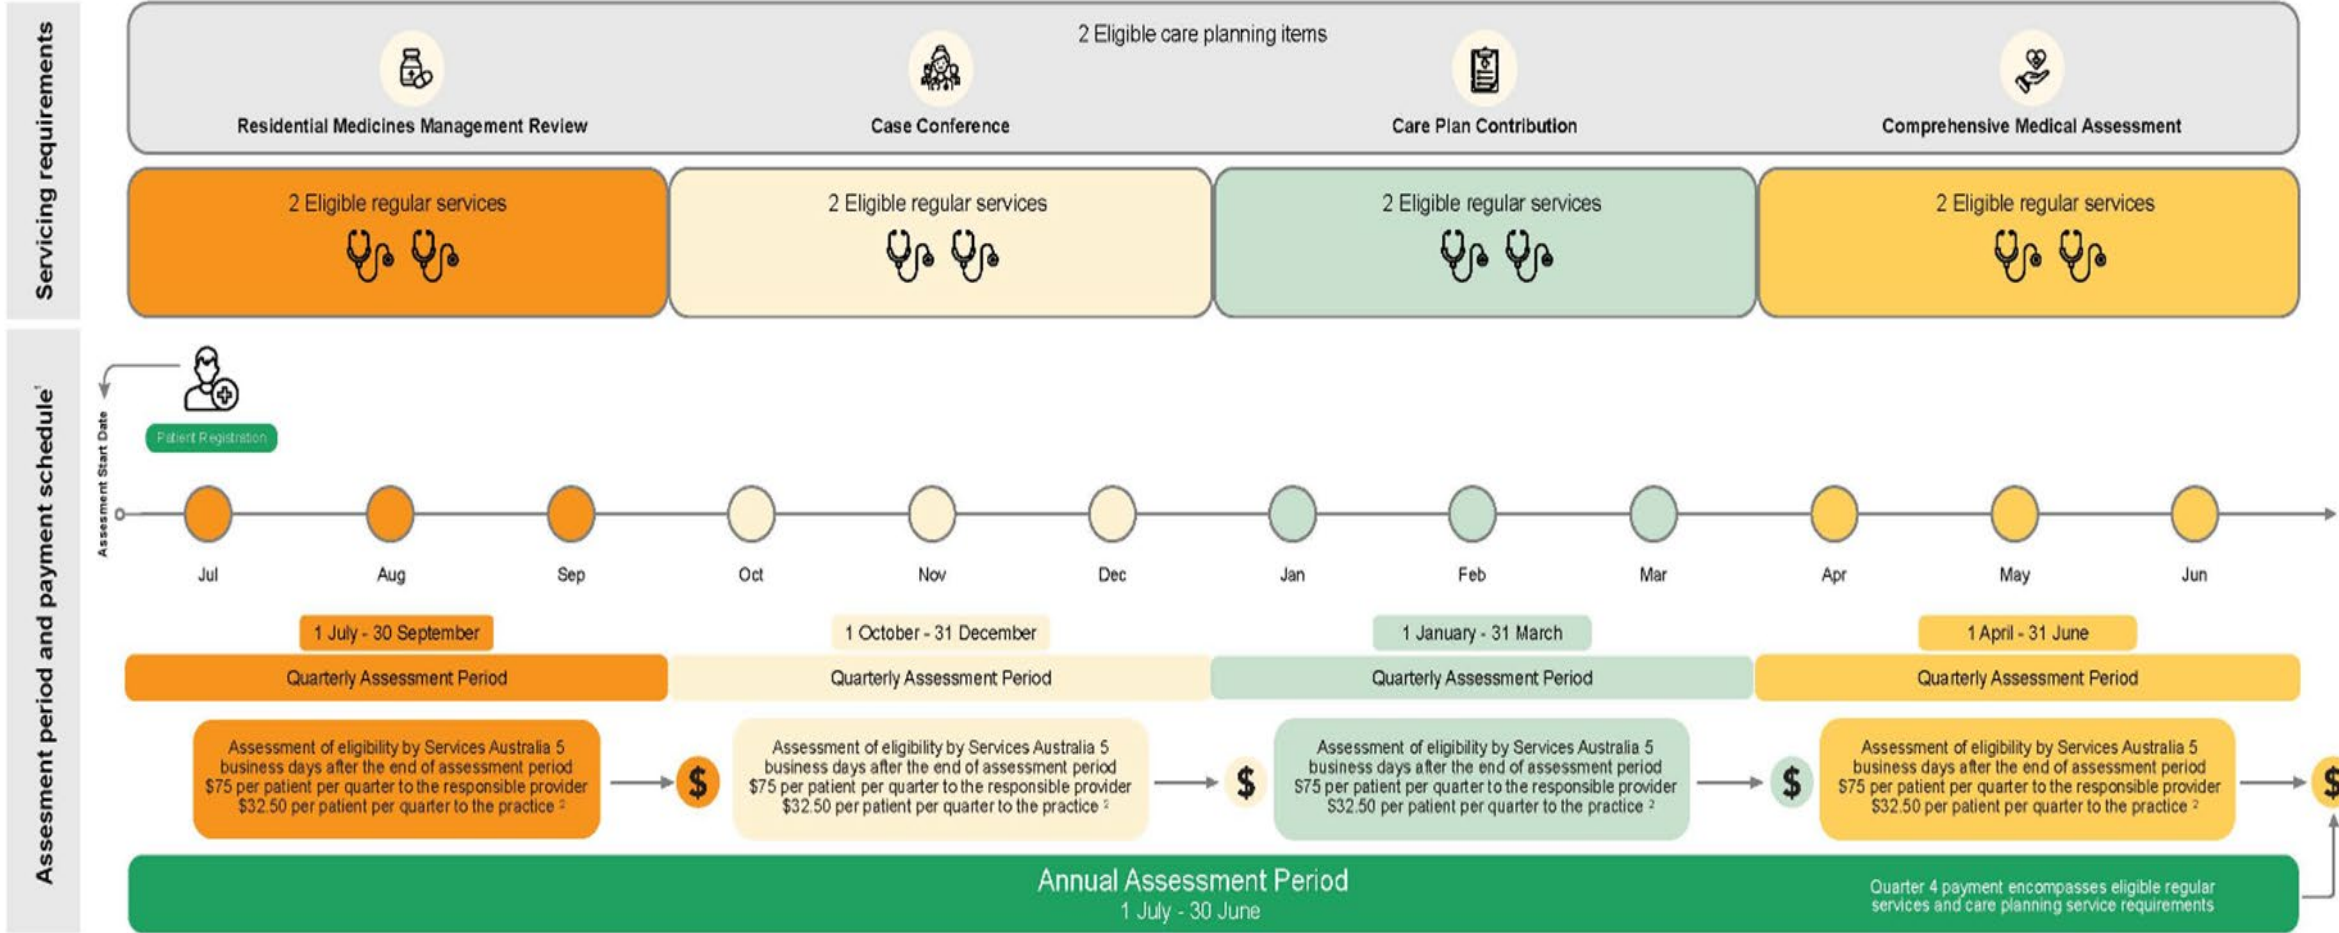 Servicing requirements
2 Eligible care planning items
Residential Medicines Management Review
Case Conference
Care Plan Contribution
Comprehensive Medical Assessment
2 Eligible regular services
2 Eligible regular services
2 Eligible regular services
2 Eligible regular services
Assessment period and payment schedule¹
Assessment Start Date
Patient Registration
Jul
Aug
Sep
Oct
Nov
Dec
Jan
Feb
Mar
Apr
May
Jun
1 July - 30 September
1 October - 31 December
1 January - 31 March
1 April - 31 June
Quarterly Assessment Period
Quarterly Assessment Period
Quarterly Assessment Period
Quarterly Assessment Period
Assessment of eligibility by Services Australia 5
business days after the end of assessment period
$75 per patient per quarter to the responsible provider
$32.50 per patient per quarter to the practice ²
$
Assessment of eligibility by Services Australia 5
business days after the end of assessment period
$75 per patient per quarter to the responsible provider
$32.50 per patient per quarter to the practice ²
$
Assessment of eligibility by Services Australia 5
business days after the end of assessment period
$75 per patient per quarter to the responsible provider
$32.50 per patient per quarter to the practice ²
$
Assessment of eligibility by Services Australia 5
business days after the end of assessment period
$75 per patient per quarter to the responsible provider
$32.50 per patient per quarter to the practice ²
$
Annual Assessment Period
1 July - 30 June
Quarter 4 payment encompasses eligible regular
services and care planning service requirements